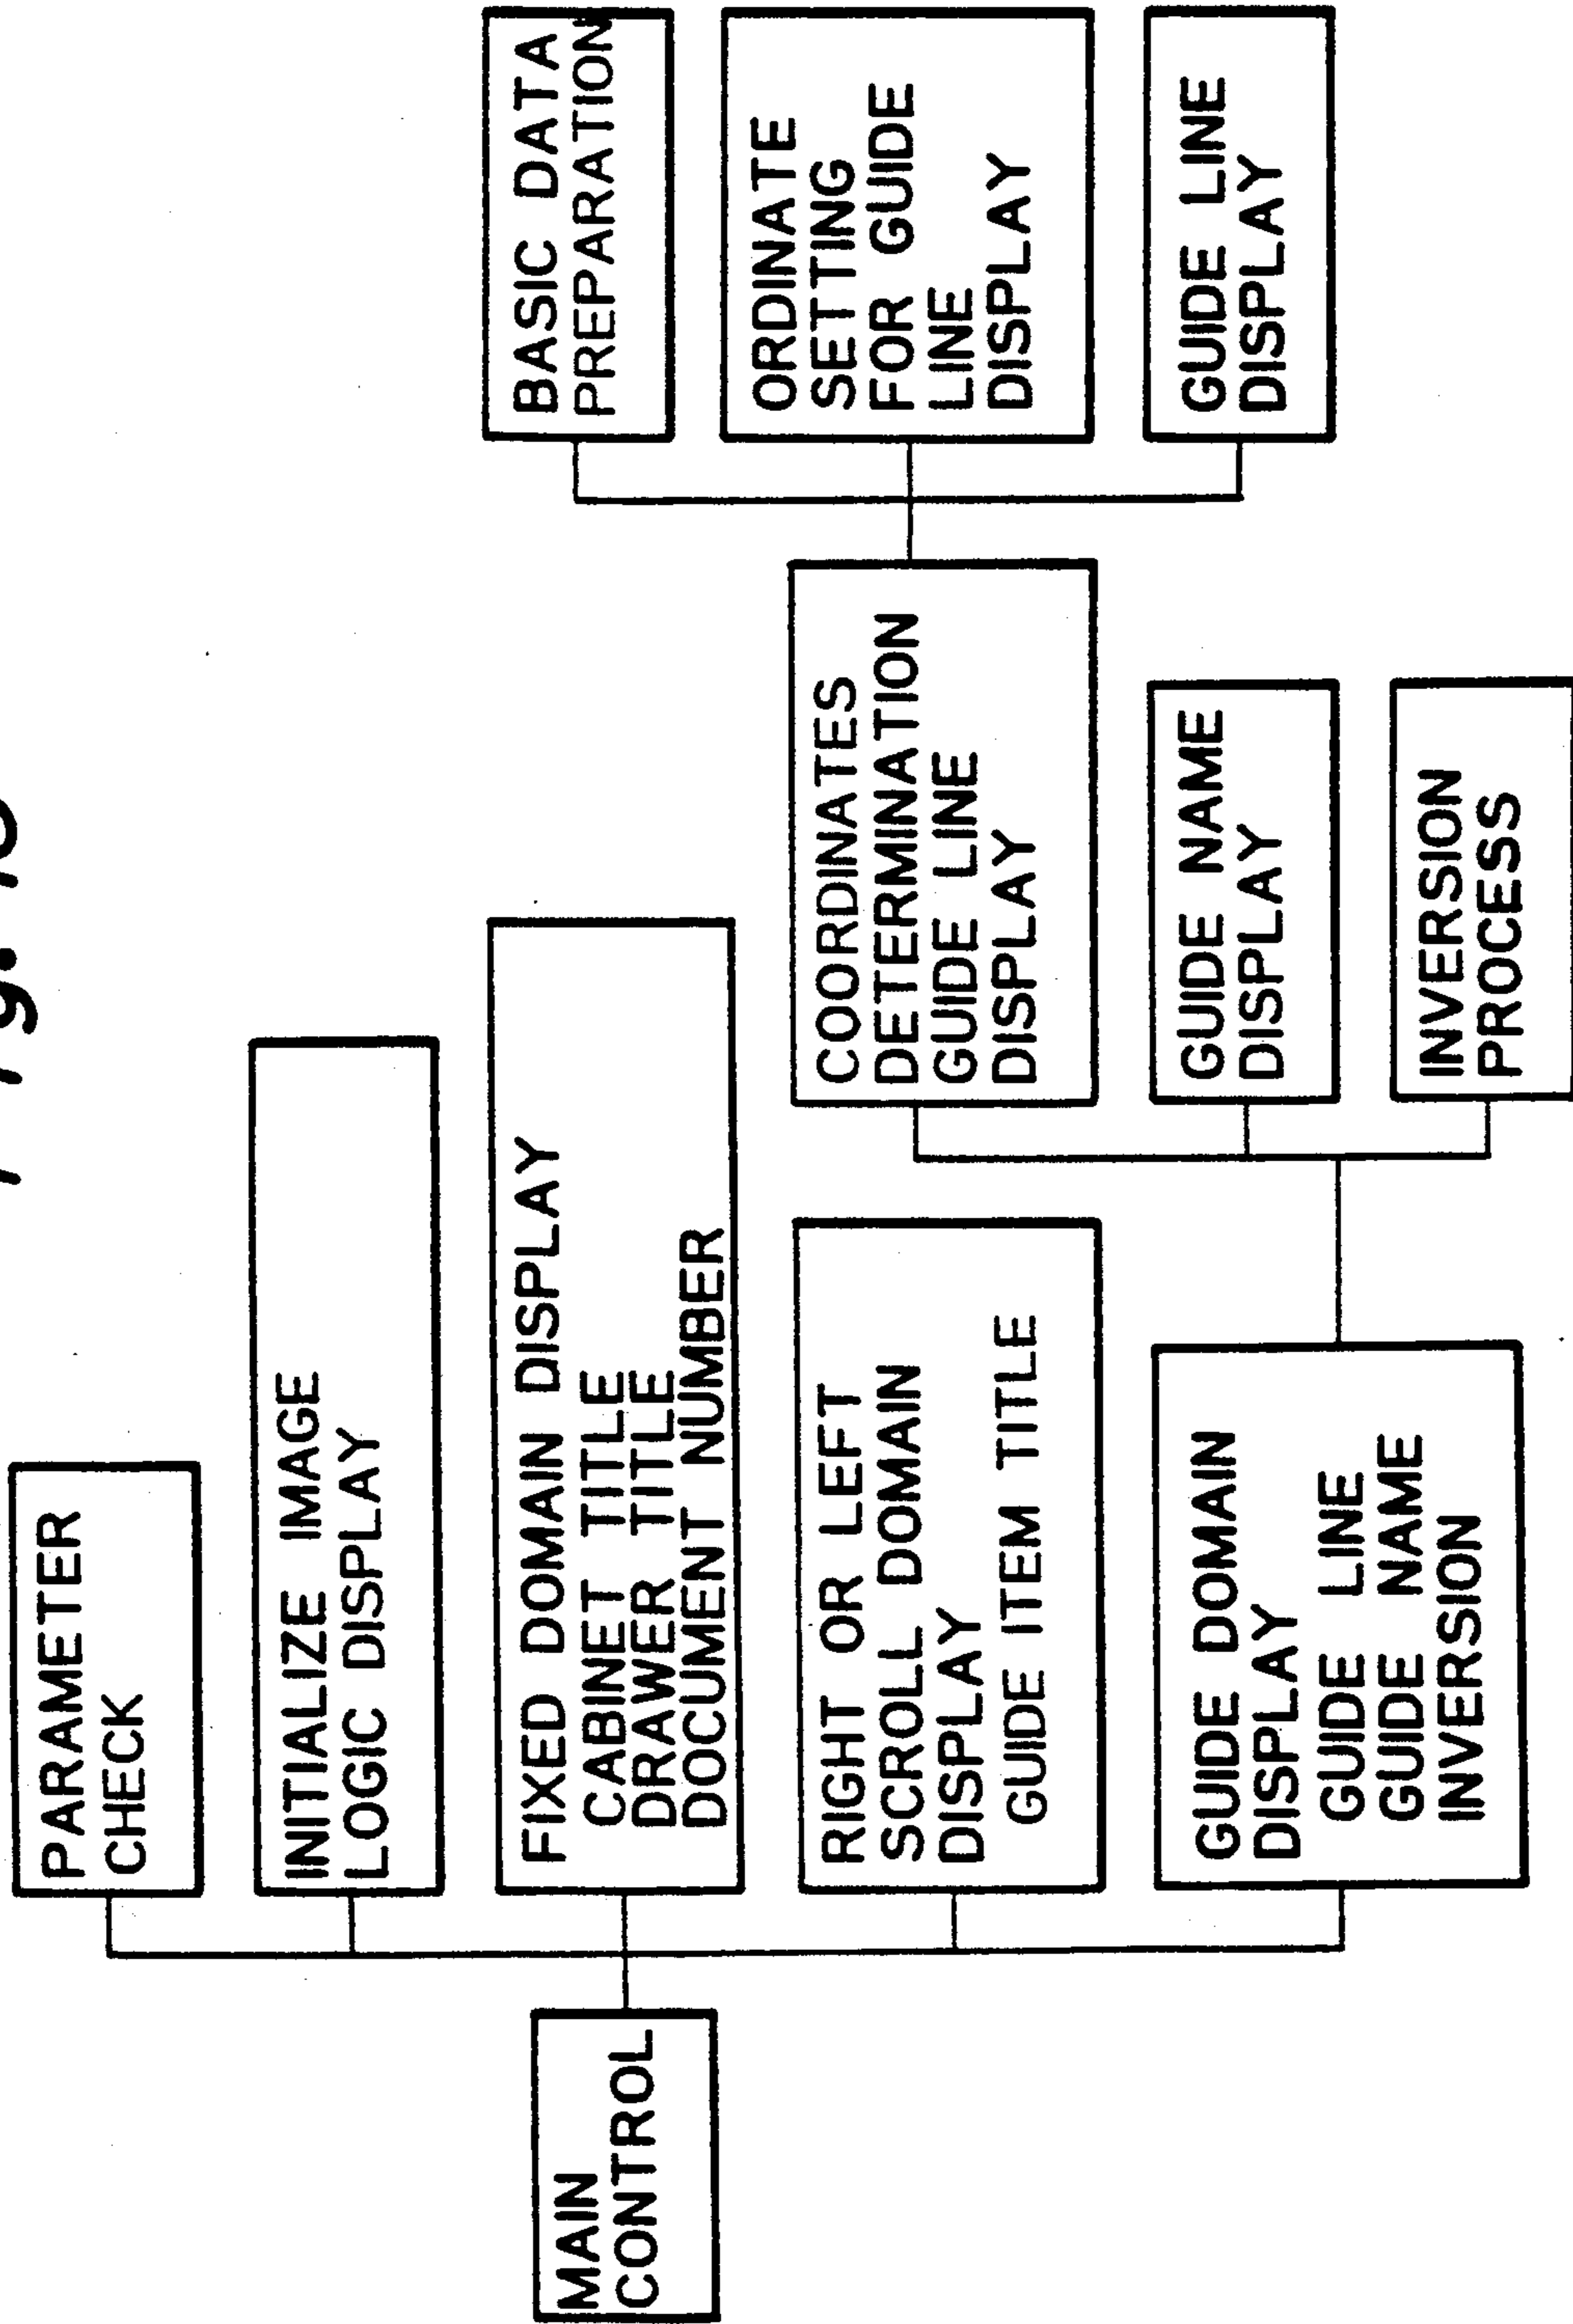 MAIN
CONTROL
PARAMETER
CHECK
INITIALIZE IMAGE
LOGIC DISPLAY
FIXED DOMAIN DISPLAY
CABINET TITLE
DRAWER TITLE
DOCUMENT NUMBER
RIGHT OR LEFT
SCROLL DOMAIN
DISPLAY
GUIDE ITEM TITLE
GUIDE DOMAIN
DISPLAY
GUIDE LINE
GUIDE NAME
INVERSION
COORDINATES
DETERMINATION
GUIDE LINE
DISPLAY
GUIDE NAME
DISPLAY
INVERSION
PROCESS
BASIC DATA
PREPARATION
ORDINATE
SETTING
FOR GUIDE
LINE
DISPLAY
GUIDE LINE
DISPLAY